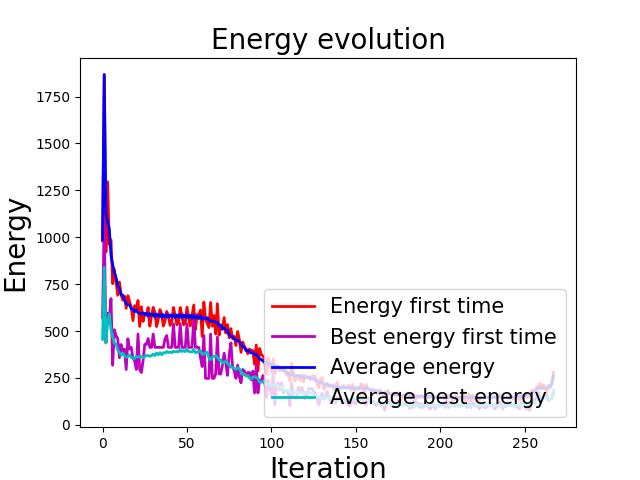 Energy evolution
Energy
1750
1500
1250
1000
750
500
250
0
Energy first time
Best energy first time
Average energy
Average best energy
0
50
100
150
200
250
Iteration